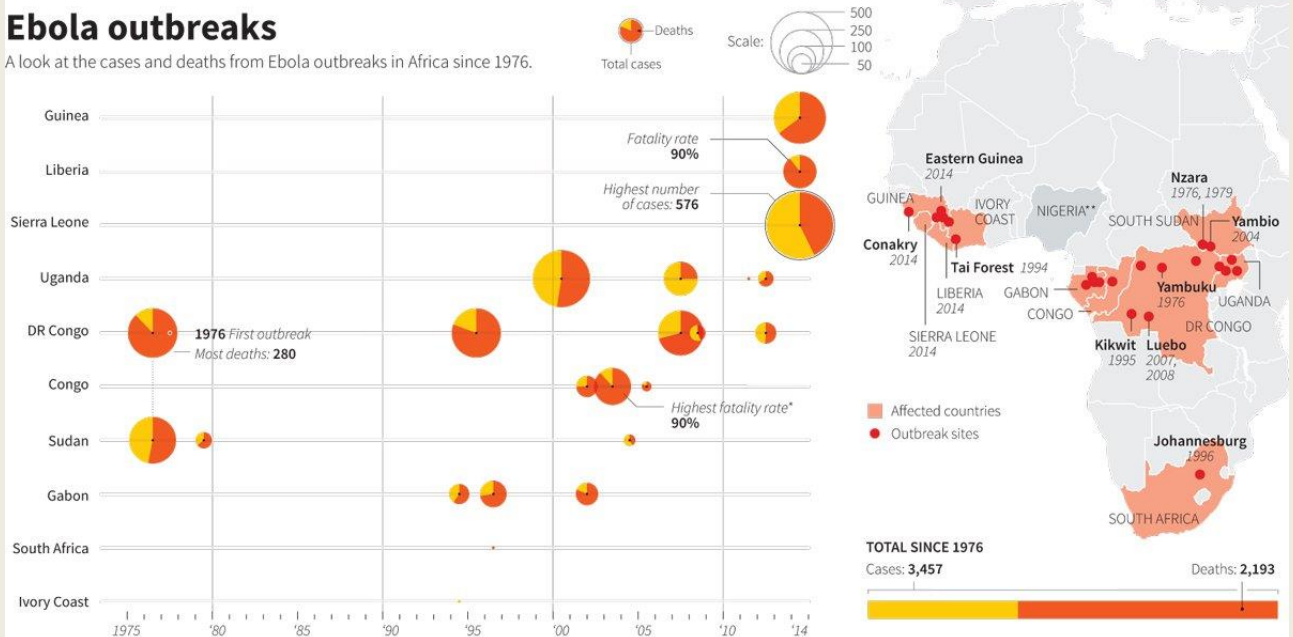 Ebola outbreaks
A look at the cases and deaths from Ebola outbreaks in Africa since 1976.
Deaths
Total cases
Scale:
500
250
100
50
Guinea
Liberia
Sierra Leone
Uganda
DR Congo
Congo
Sudan
Gabon
South Africa
Ivory Coast
Fatality rate
90%
Highest number
of cases: 576
1976 First outbreak
Most deaths: 280
Highest fatality rate*
90%
1975
'80
'85
'90
'95
'00
'05
'10
'14
Eastern Guinea
2014
GUINEA
IVORY
COAST
NIGERIA**
Nzara
1976, 1979
SOUTH SUDAN
Yambio
2004
Conakry
2014
Tai Forest 1994
LIBERIA
2014
SIERRA LEONE
2014
GABON
CONGO
Yambuku
1976
UGANDA
DR CONGO
Kikwit
1995
Luebo
2007,
2008
Affected countries
Outbreak sites
Johannesburg
1996
SOUTH AFRICA
TOTAL SINCE 1976
Cases: 3,457
Deaths: 2,193